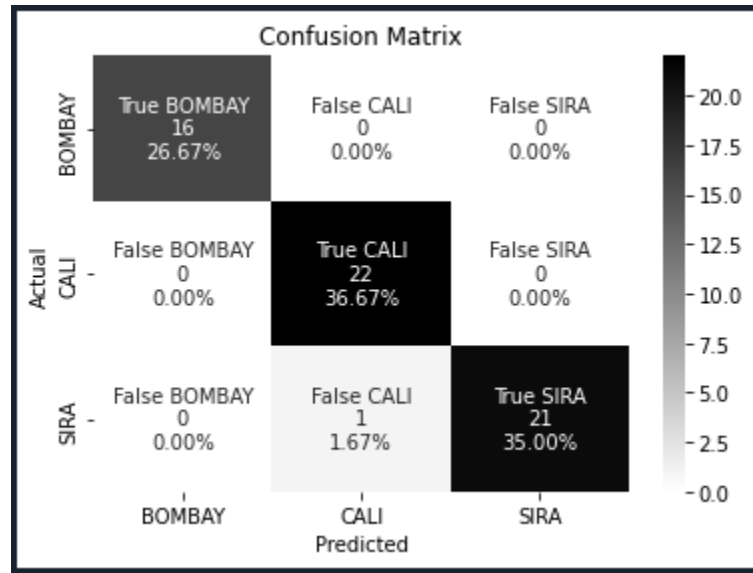 Confusion Matrix
True BOMBAY
16
26.67%
False CALI
0
0.00%
False SIRA
0
0.00%
False BOMBAY
0
0.00%
True CALI
22
36.67%
False SIRA
0
0.00%
False BOMBAY
0
0.00%
False CALI
1
1.67%
True SIRA
21
35.00%
BOMBAY
CALI
SIRA
Actual
BOMBAY
CALI
SIRA
Predicted
20.0
17.5
15.0
12.5
10.0
7.5
5.0
2.5
0.0